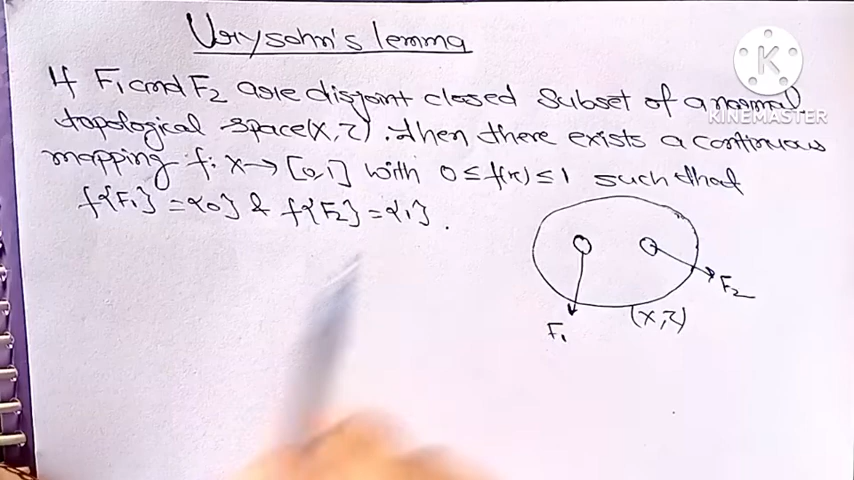 Urysohn's lemma
If F₁ and F₂ are disjoint closed subset of a normal
topological space (X,τ). then there exists a continuous
mapping f: X→[0,1] with 0≤f(x)≤1 such that
f{F₁}={0} & f{F₂}={1}.
F₂
(X,τ)
F₁
K
KINEMASTER